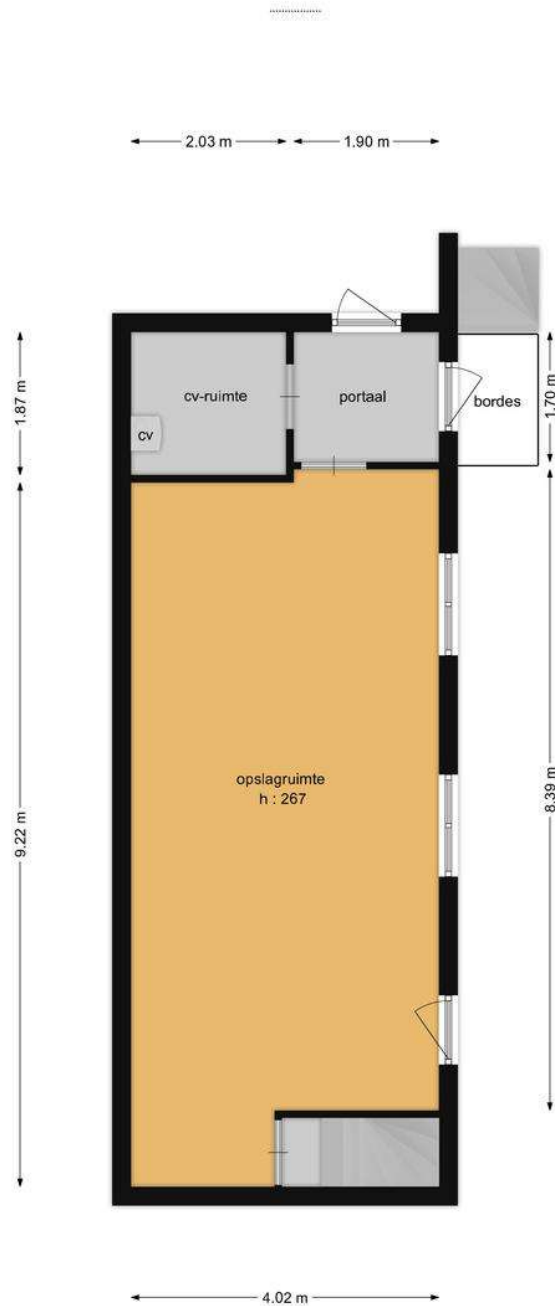 2.03 m
1.90 m
1.87 m
cv-ruimte
portaal
bordes
1.70 m
cv
opslagruimte
h : 267
9.22 m
8.39 m
4.02 m